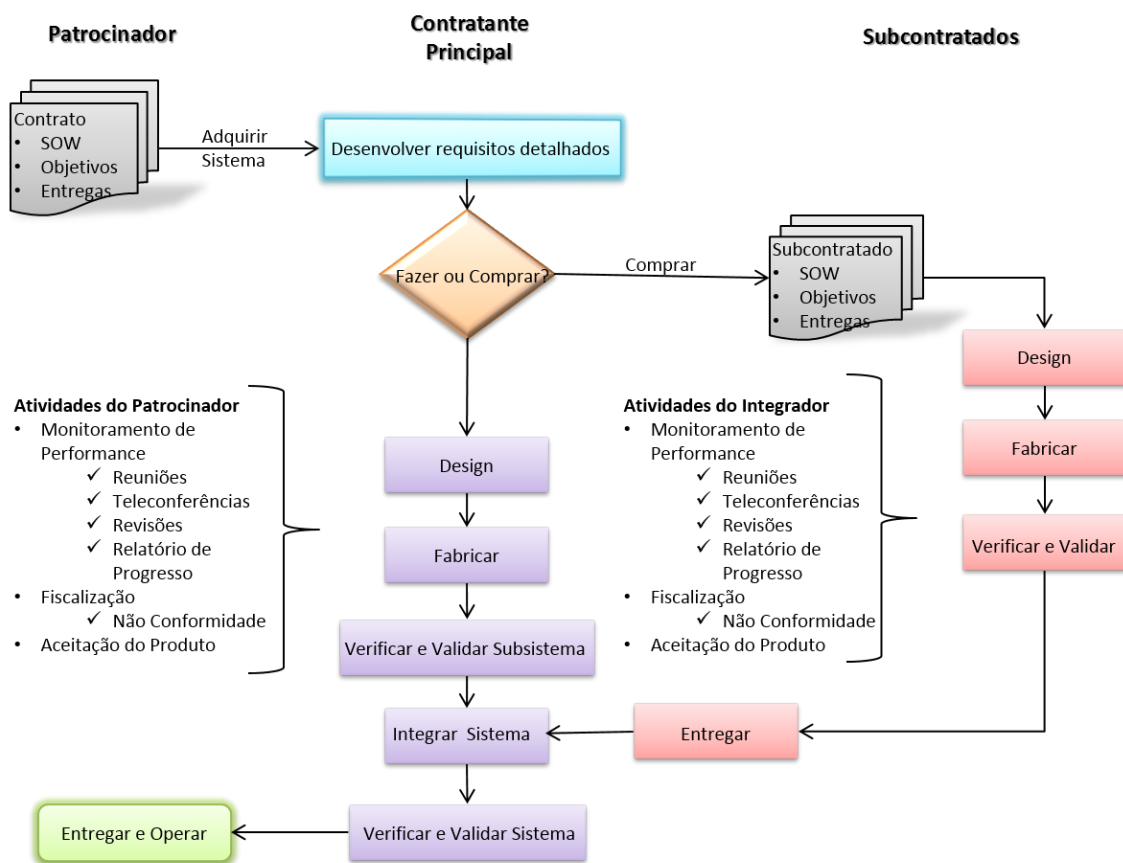 Patrocinador
Contratante
Principal
Subcontratados
Contrato
• SOW
• Objetivos
• Entregas
Adquirir
Sistema
Desenvolver requisitos detalhados
Fazer ou Comprar?
Comprar
Subcontratado
• SOW
• Objetivos
• Entregas
Design
Fabricar
Verificar e Validar
Atividades do Patrocinador
• Monitoramento de
Performance
✓ Reuniões
✓ Teleconferências
✓ Revisões
✓ Relatório de
Progresso
• Fiscalização
✓ Não Conformidade
• Aceitação do Produto
Design
Fabricar
Verificar e Validar Subsistema
Atividades do Integrador
• Monitoramento de
Performance
✓ Reuniões
✓ Teleconferências
✓ Revisões
✓ Relatório de
Progresso
• Fiscalização
✓ Não Conformidade
• Aceitação do Produto
Integrar Sistema
Entregar
Entregar e Operar
Verificar e Validar Sistema